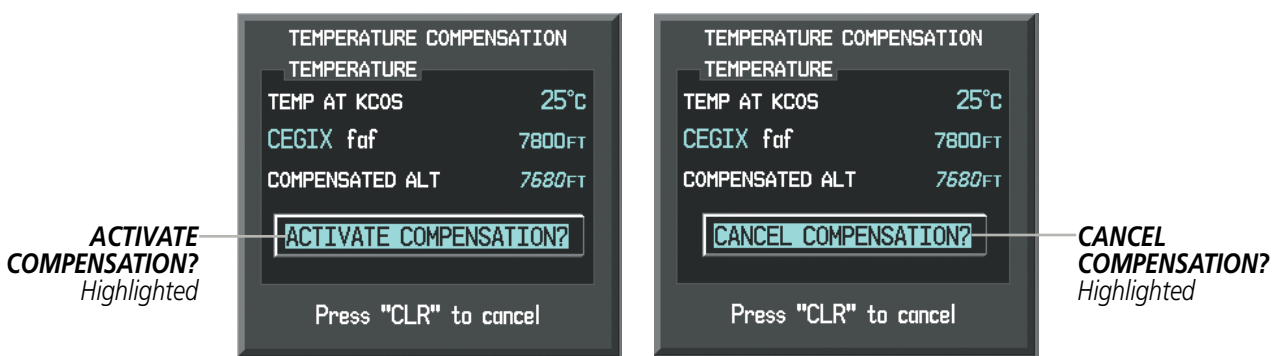 TEMPERATURE COMPENSATION
TEMPERATURE
TEMP AT KCOS 25°C
CEGIX faf 7800FT
COMPENSATED ALT 7680FT
ACTIVATE COMPENSATION?
Press "CLR" to cancel
ACTIVATE
COMPENSATION?
Highlighted
TEMPERATURE COMPENSATION
TEMPERATURE
TEMP AT KCOS 25°C
CEGIX faf 7800FT
COMPENSATED ALT 7680FT
CANCEL COMPENSATION?
Press "CLR" to cancel
CANCEL
COMPENSATION?
Highlighted